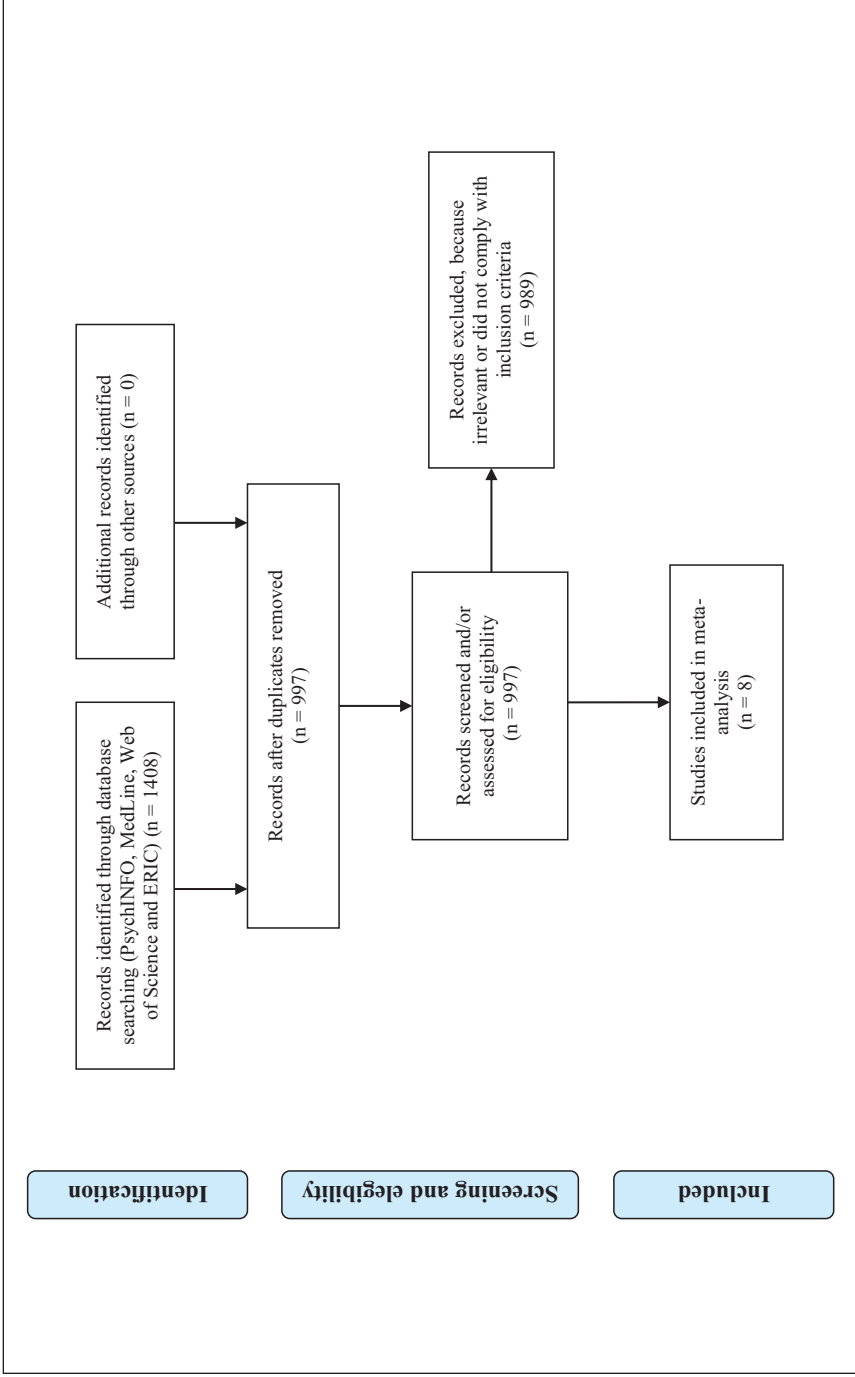 Identification
Records identified through database
searching (PsychINFO, MedLine, Web
of Science and ERIC) (n = 1408)
Additional records identified
through other sources (n = 0)
Records after duplicates removed
(n = 997)
Screening and elegibility
Records screened and/or
assessed for eligibility
(n = 997)
Records excluded, because
irrelevant or did not comply with
inclusion criteria
(n = 989)
Included
Studies included in meta-
analysis
(n = 8)